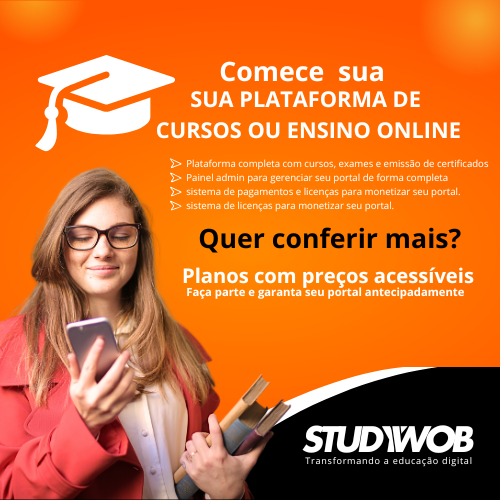 Comece sua
SUA PLATAFORMA DE
CURSOS OU ENSINO ONLINE
Plataforma completa com cursos, exames e emissão de certificados
Painel admin para gerenciar seu portal de forma completa
sistema de pagamentos e licenças para monetizar seu portal.
sistema de licenças para monetizar seu portal.
Quer conferir mais?
Planos com preços acessíveis
Faça parte e garanta seu portal antecipadamente
STUDYWOB
Transformando a educação digital